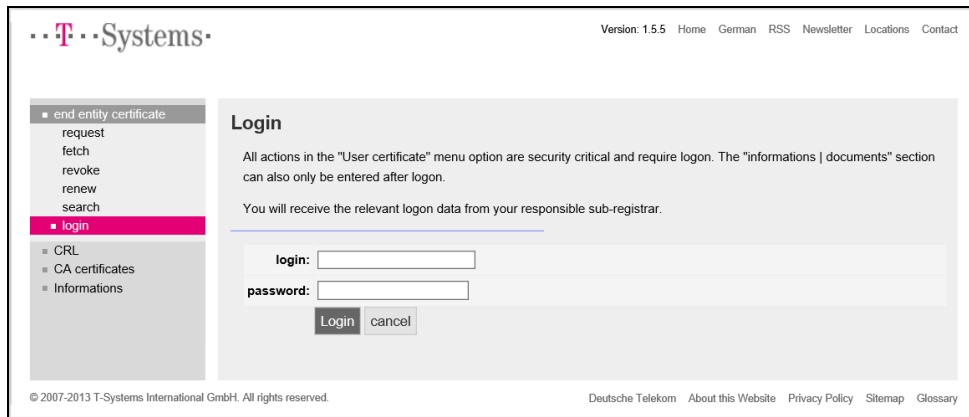 ··T··Systems·
Version: 1.5.5 Home German RSS Newsletter Locations Contact
end entity certificate
request
fetch
revoke
renew
search
login
CRL
CA certificates
Informations
Login
All actions in the "User certificate" menu option are security critical and require logon. The "informations | documents" section
can also only be entered after logon.
You will receive the relevant logon data from your responsible sub-registrar.
login:
password:
Login cancel
© 2007-2013 T-Systems International GmbH. All rights reserved.
Deutsche Telekom About this Website Privacy Policy Sitemap Glossary